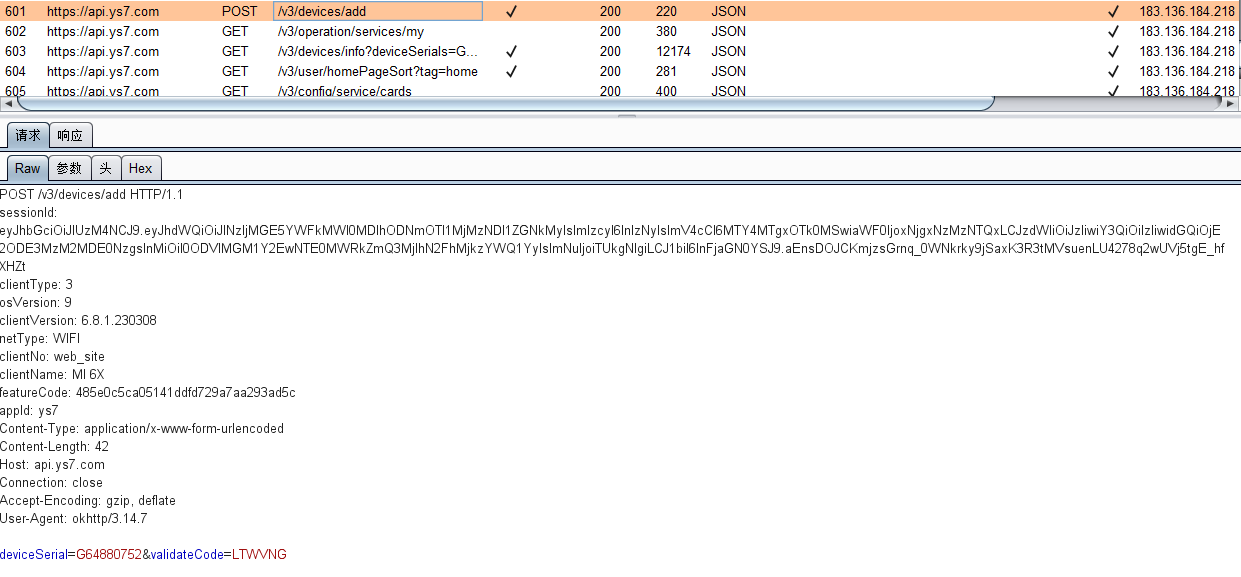 601 https://api.ys7.com POST /v3/devices/add ✓ 200 220 JSON ✓ 183.136.184.218
602 https://api.ys7.com GET /v3/operation/services/my 200 380 JSON ✓ 183.136.184.218
603 https://api.ys7.com GET /v3/devices/info?deviceSerials=G... ✓ 200 12174 JSON ✓ 183.136.184.218
604 https://api.ys7.com GET /v3/user/homePageSort?tag=home ✓ 200 281 JSON ✓ 183.136.184.218
605 https://api.ys7.com GET /v3/config/service/cards 200 400 JSON ✓ 183.136.184.218
请求 响应
Raw 参数 头 Hex
POST /v3/devices/add HTTP/1.1
sessionId:
eyJhbGciOiJIUzM4NCJ9.eyJhdWQiOiJlNzljMGE5YWFkMWI0MDlhODNmOTI1MjMzNDI1ZGNkMyIsImlzcyI6InlzNyIsImV4cCI6MTY4MTgxOTk0MSwiaWF0IjoxNjgxNzMzNTQxLCJzdWIiOiJzIiwiY3QiOiIzIiwidGQiOjE
2ODE3MzM2MDE0NzgsInMiOiI0ODVlMGM1Y2EwNTE0MWRkZmQ3MjlhN2FhMjkzYWQ1YyIsImNuIjoiTUkgNlgiLCJ1biI6InFjaGN0YSJ9.aEnsDOJCKmjzsGrnq_0WNkrky9jSaxK3R3tMVsuenLU4278q2wUVj5tgE_hf
XHZt
clientType: 3
osVersion: 9
clientVersion: 6.8.1.230308
netType: WIFI
clientNo: web_site
clientName: MI 6X
featureCode: 485e0c5ca05141ddfd729a7aa293ad5c
appId: ys7
Content-Type: application/x-www-form-urlencoded
Content-Length: 42
Host: api.ys7.com
Connection: close
Accept-Encoding: gzip, deflate
User-Agent: okhttp/3.14.7
deviceSerial=G64880752&validateCode=LTWVNG